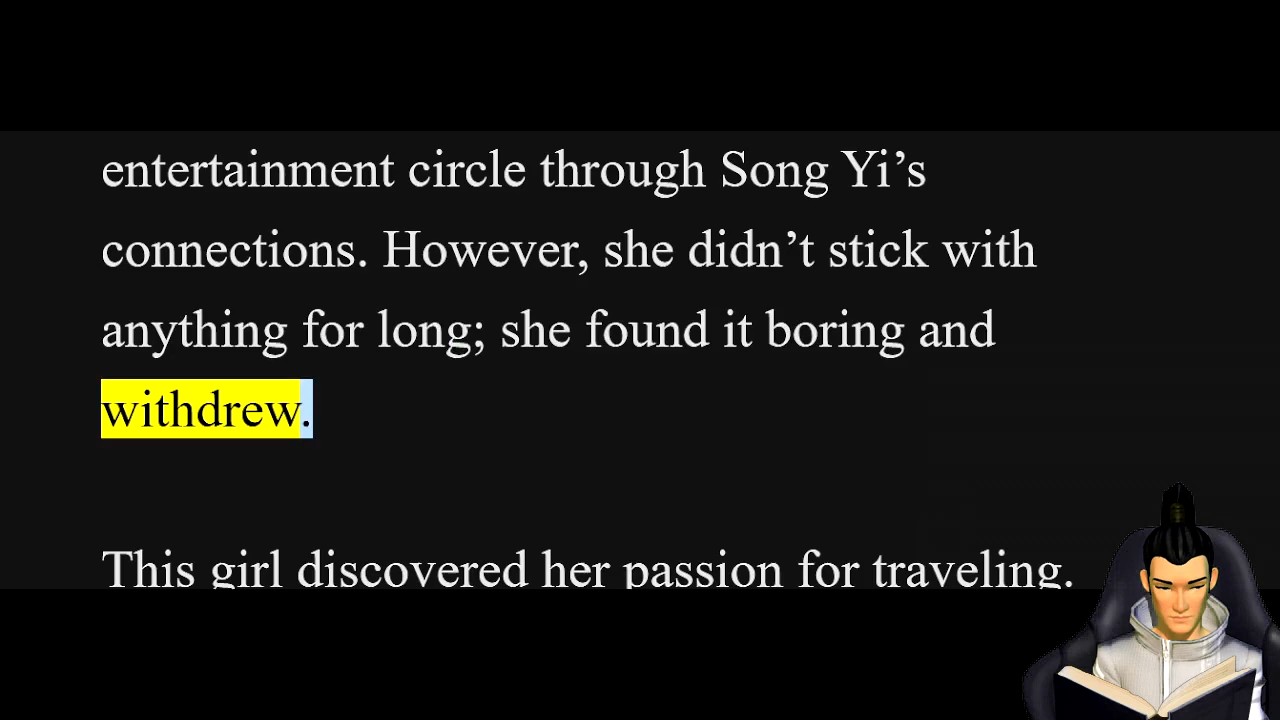 entertainment circle through Song Yi’s
connections. However, she didn’t stick with
anything for long; she found it boring and
withdrew.
This girl discovered her passion for traveling.